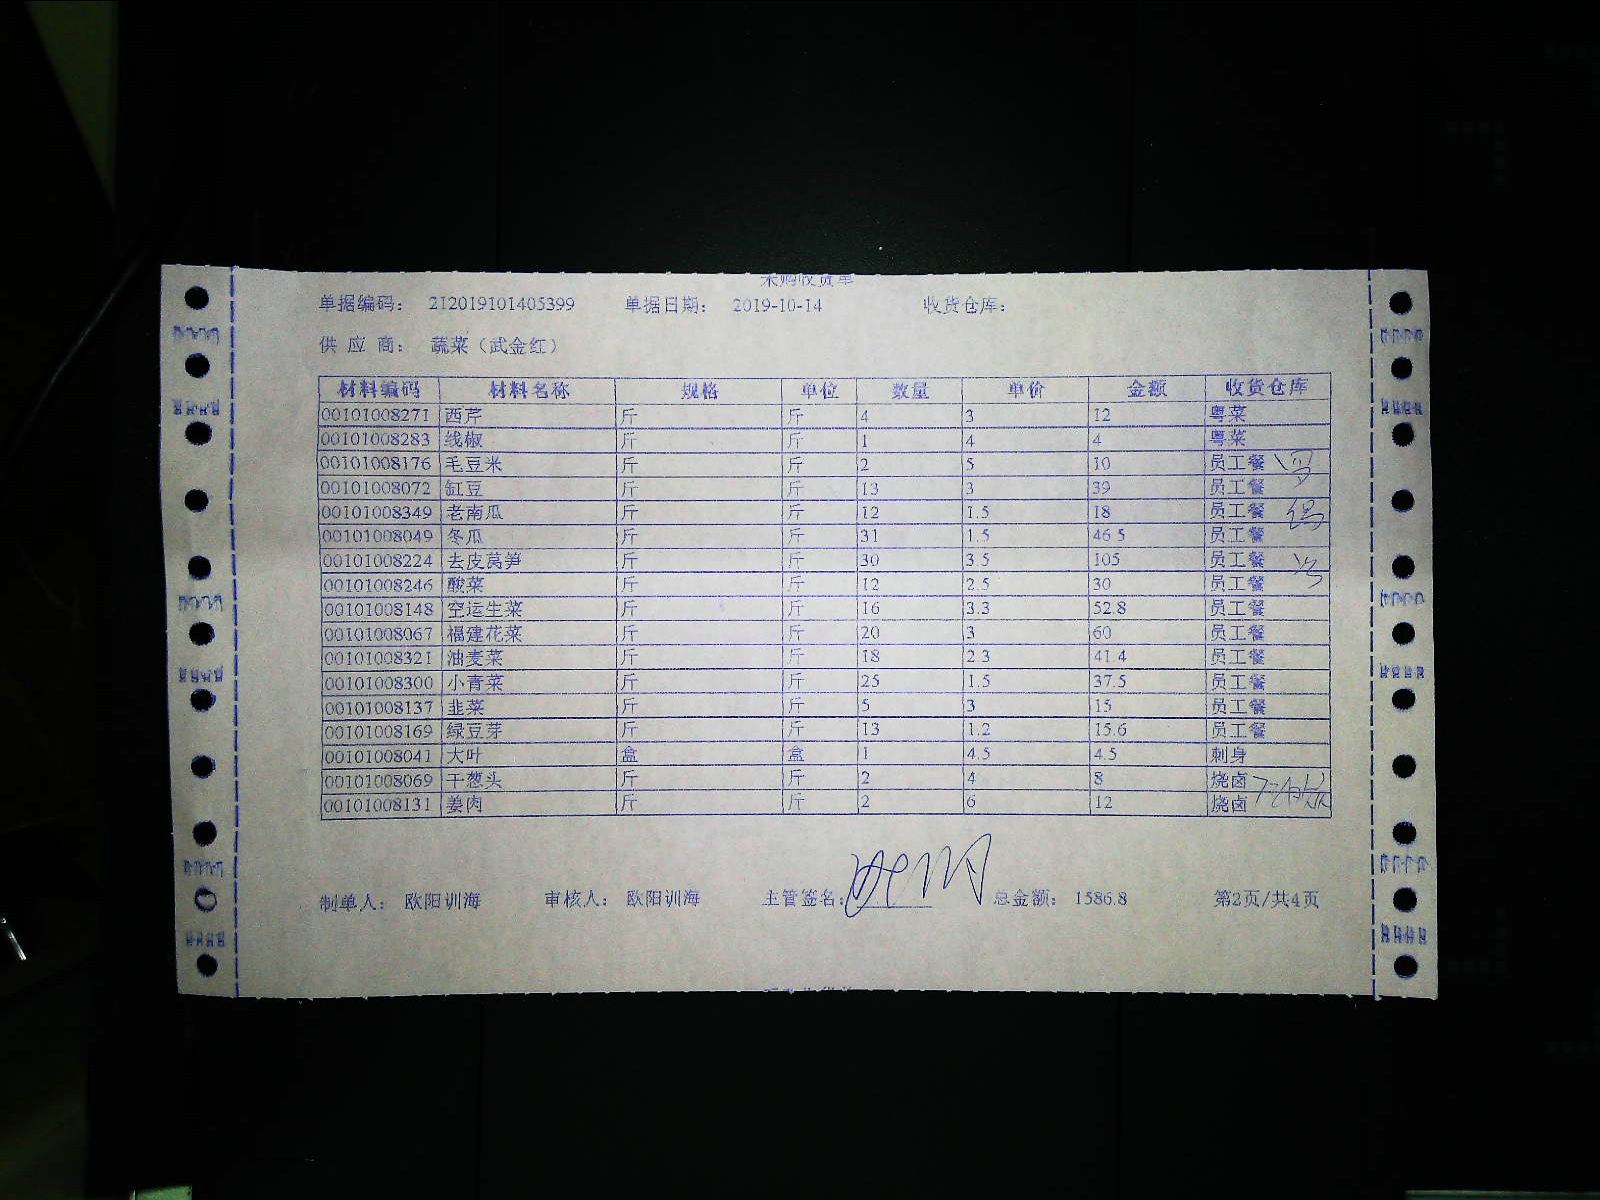 采购收货单
单据编码： 212019101405399 单据日期： 2019-10-14 收货仓库：
供 应 商： 蔬菜（武金红）
材料编码 材料名称 规格 单位 数量 单价 金额 收货仓库
00101008271 西芹 斤 斤 4 3 12 粤菜
00101008283 线椒 斤 斤 1 4 4 粤菜
00101008176 毛豆米 斤 斤 2 5 10 员工餐
00101008072 缸豆 斤 斤 13 3 39 员工餐
00101008349 老南瓜 斤 斤 12 1.5 18 员工餐
00101008049 冬瓜 斤 斤 31 1.5 46.5 员工餐
00101008224 去皮莴笋 斤 斤 30 3.5 105 员工餐
00101008246 酸菜 斤 斤 12 2.5 30 员工餐
00101008148 空运生菜 斤 斤 16 3.3 52.8 员工餐
00101008067 福建花菜 斤 斤 20 3 60 员工餐
00101008321 油麦菜 斤 斤 18 2.3 41.4 员工餐
00101008300 小青菜 斤 斤 25 1.5 37.5 员工餐
00101008137 韭菜 斤 斤 5 3 15 员工餐
00101008169 绿豆芽 斤 斤 13 1.2 15.6 员工餐
00101008041 大叶 盒 盒 1 4.5 4.5 刺身
00101008069 干葱头 斤 斤 2 4 8 烧卤
00101008131 姜肉 斤 斤 2 6 12 烧卤
制单人： 欧阳训海 审核人： 欧阳训海 主管签名： 总金额： 1586.8 第2页/共4页